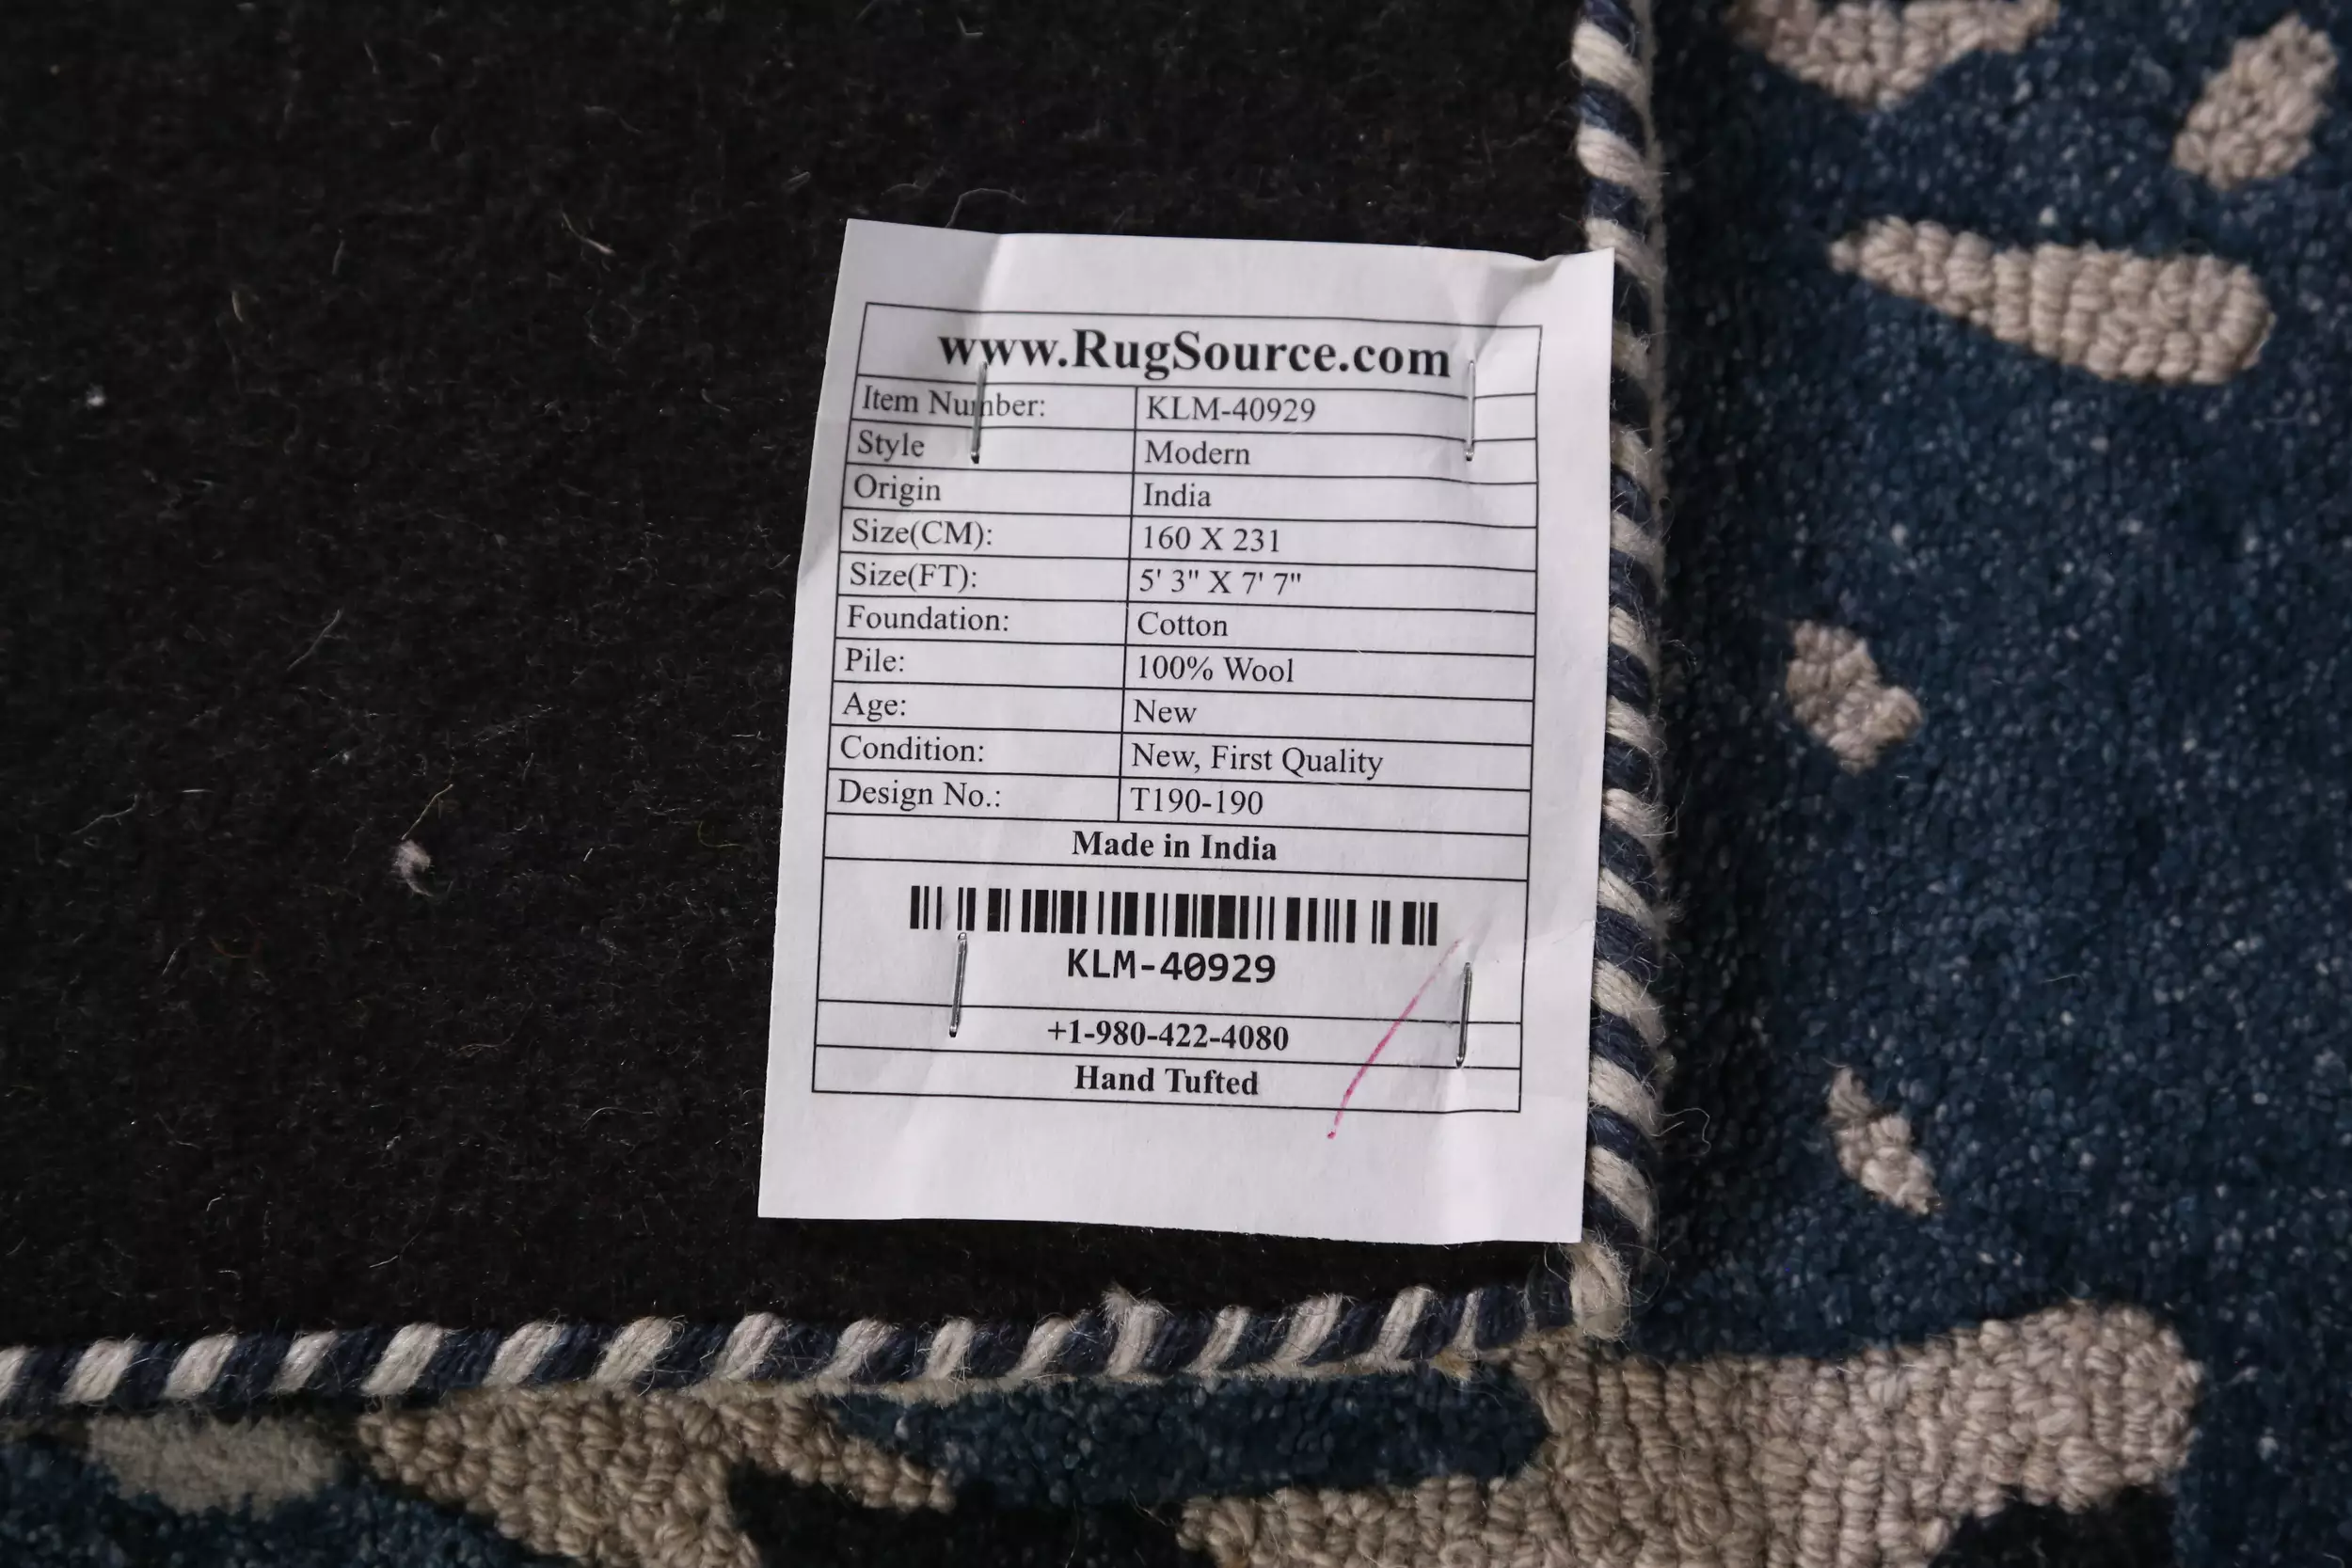 www.RugSource.com
Item Number: KLM-40929
Style Modern
Origin India
Size(CM): 160 X 231
Size(FT): 5' 3" X 7' 7"
Foundation: Cotton
Pile: 100% Wool
Age: New
Condition: New, First Quality
Design No.: T190-190
Made in India
KLM-40929
+1-980-422-4080
Hand Tufted